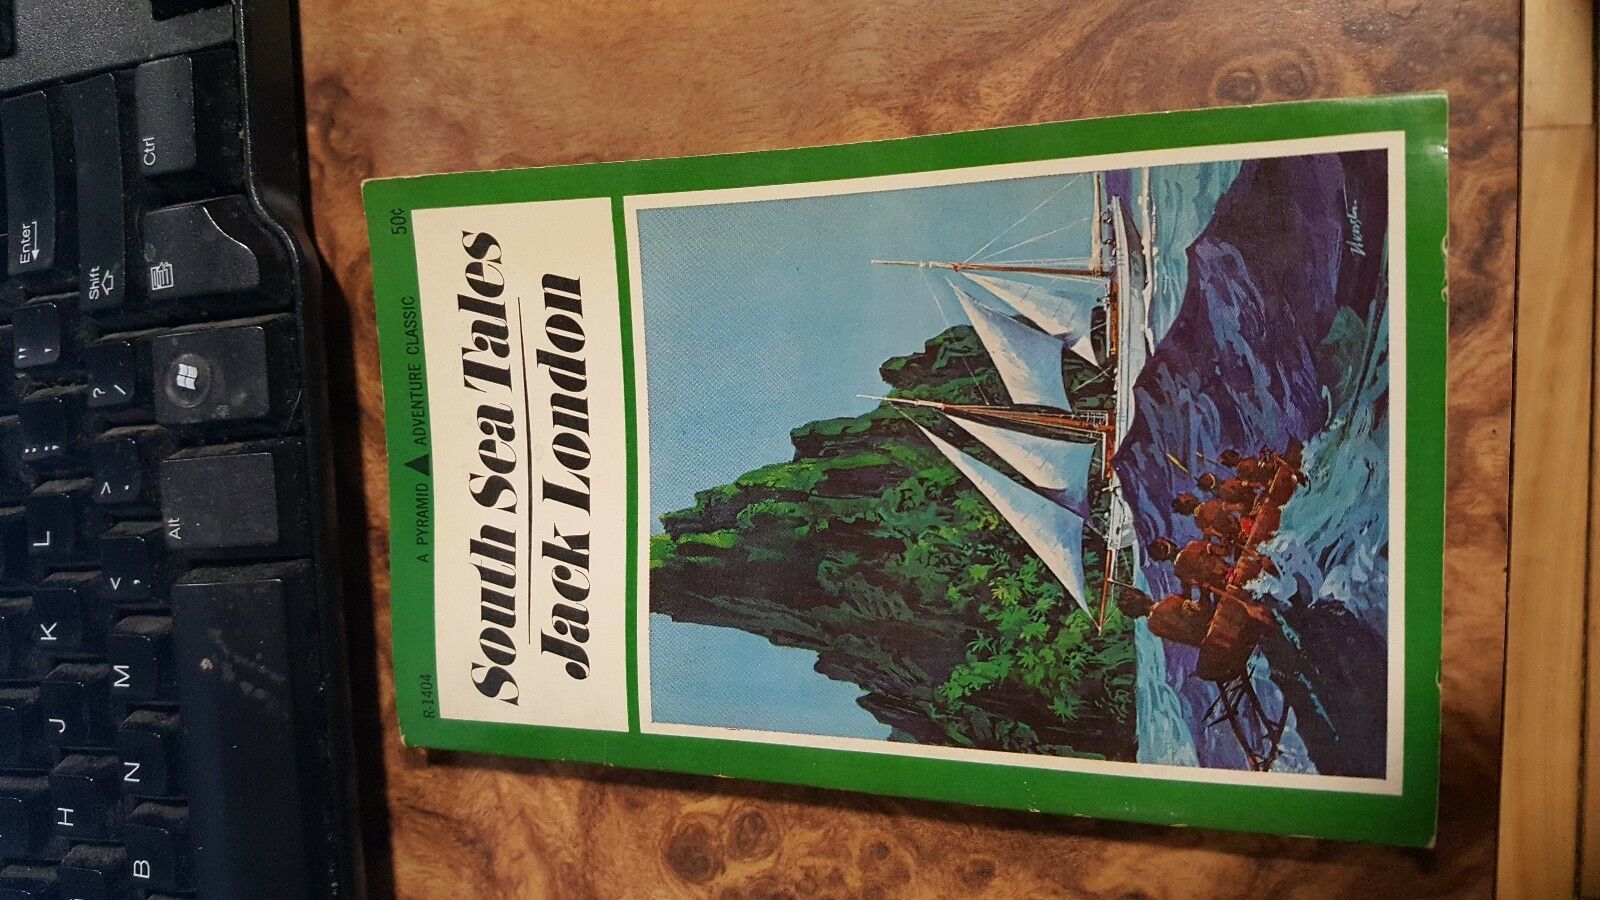 R-1404 A PYRAMID ADVENTURE CLASSIC 50¢
South Sea Tales
Jack London
Ctrl
Enter
Shift
Alt
" '
? /
: ;
> .
L
< ,
K
M
J
N
H
B